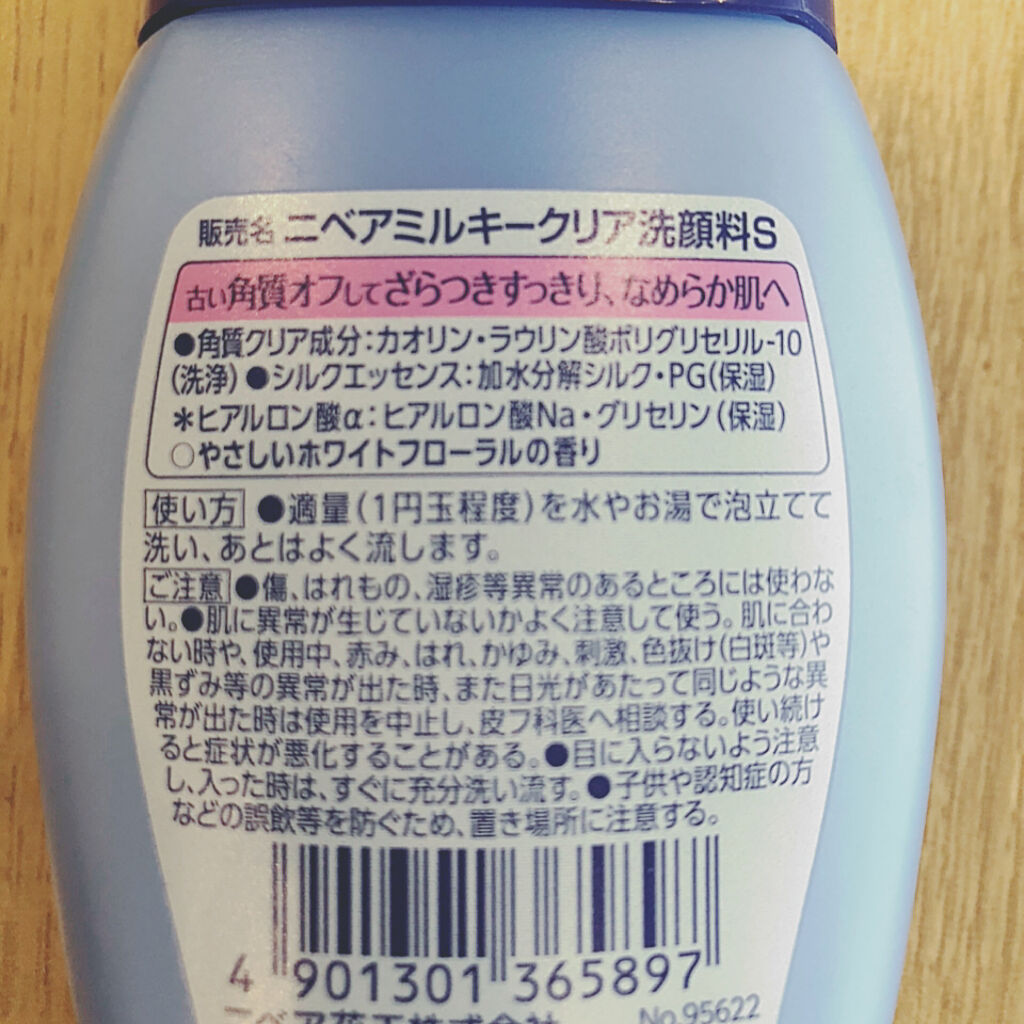 販売名 ニベアミルキークリア洗顔料S
古い角質オフしてざらつきすっきり、なめらか肌へ
●角質クリア成分：カオリン・ラウリン酸ポリグリセリル-10
(洗浄) ●シルクエッセンス：加水分解シルク・PG(保湿)
＊ヒアルロン酸α：ヒアルロン酸Na・グリセリン(保湿)
○やさしいホワイトフローラルの香り
使い方 ●適量(1円玉程度)を水やお湯で泡立てて
洗い、あとはよく流します。
ご注意 ●傷、はれもの、湿疹等異常のあるところには使わな
い。●肌に異常が生じていないかよく注意して使う。肌に合わ
ない時や、使用中、赤み、はれ、かゆみ、刺激、色抜け(白斑等)や
黒ずみ等の異常が出た時、また日光があたって同じような異
常が出た時は使用を中止し、皮フ科医へ相談する。使い続け
ると症状が悪化することがある。●目に入らないよう注意
し、入った時は、すぐに充分洗い流す。●子供や認知症の方
などの誤飲等を防ぐため、置き場所に注意する。
4 901301 365897
ニベア花王株式会社 No.95622